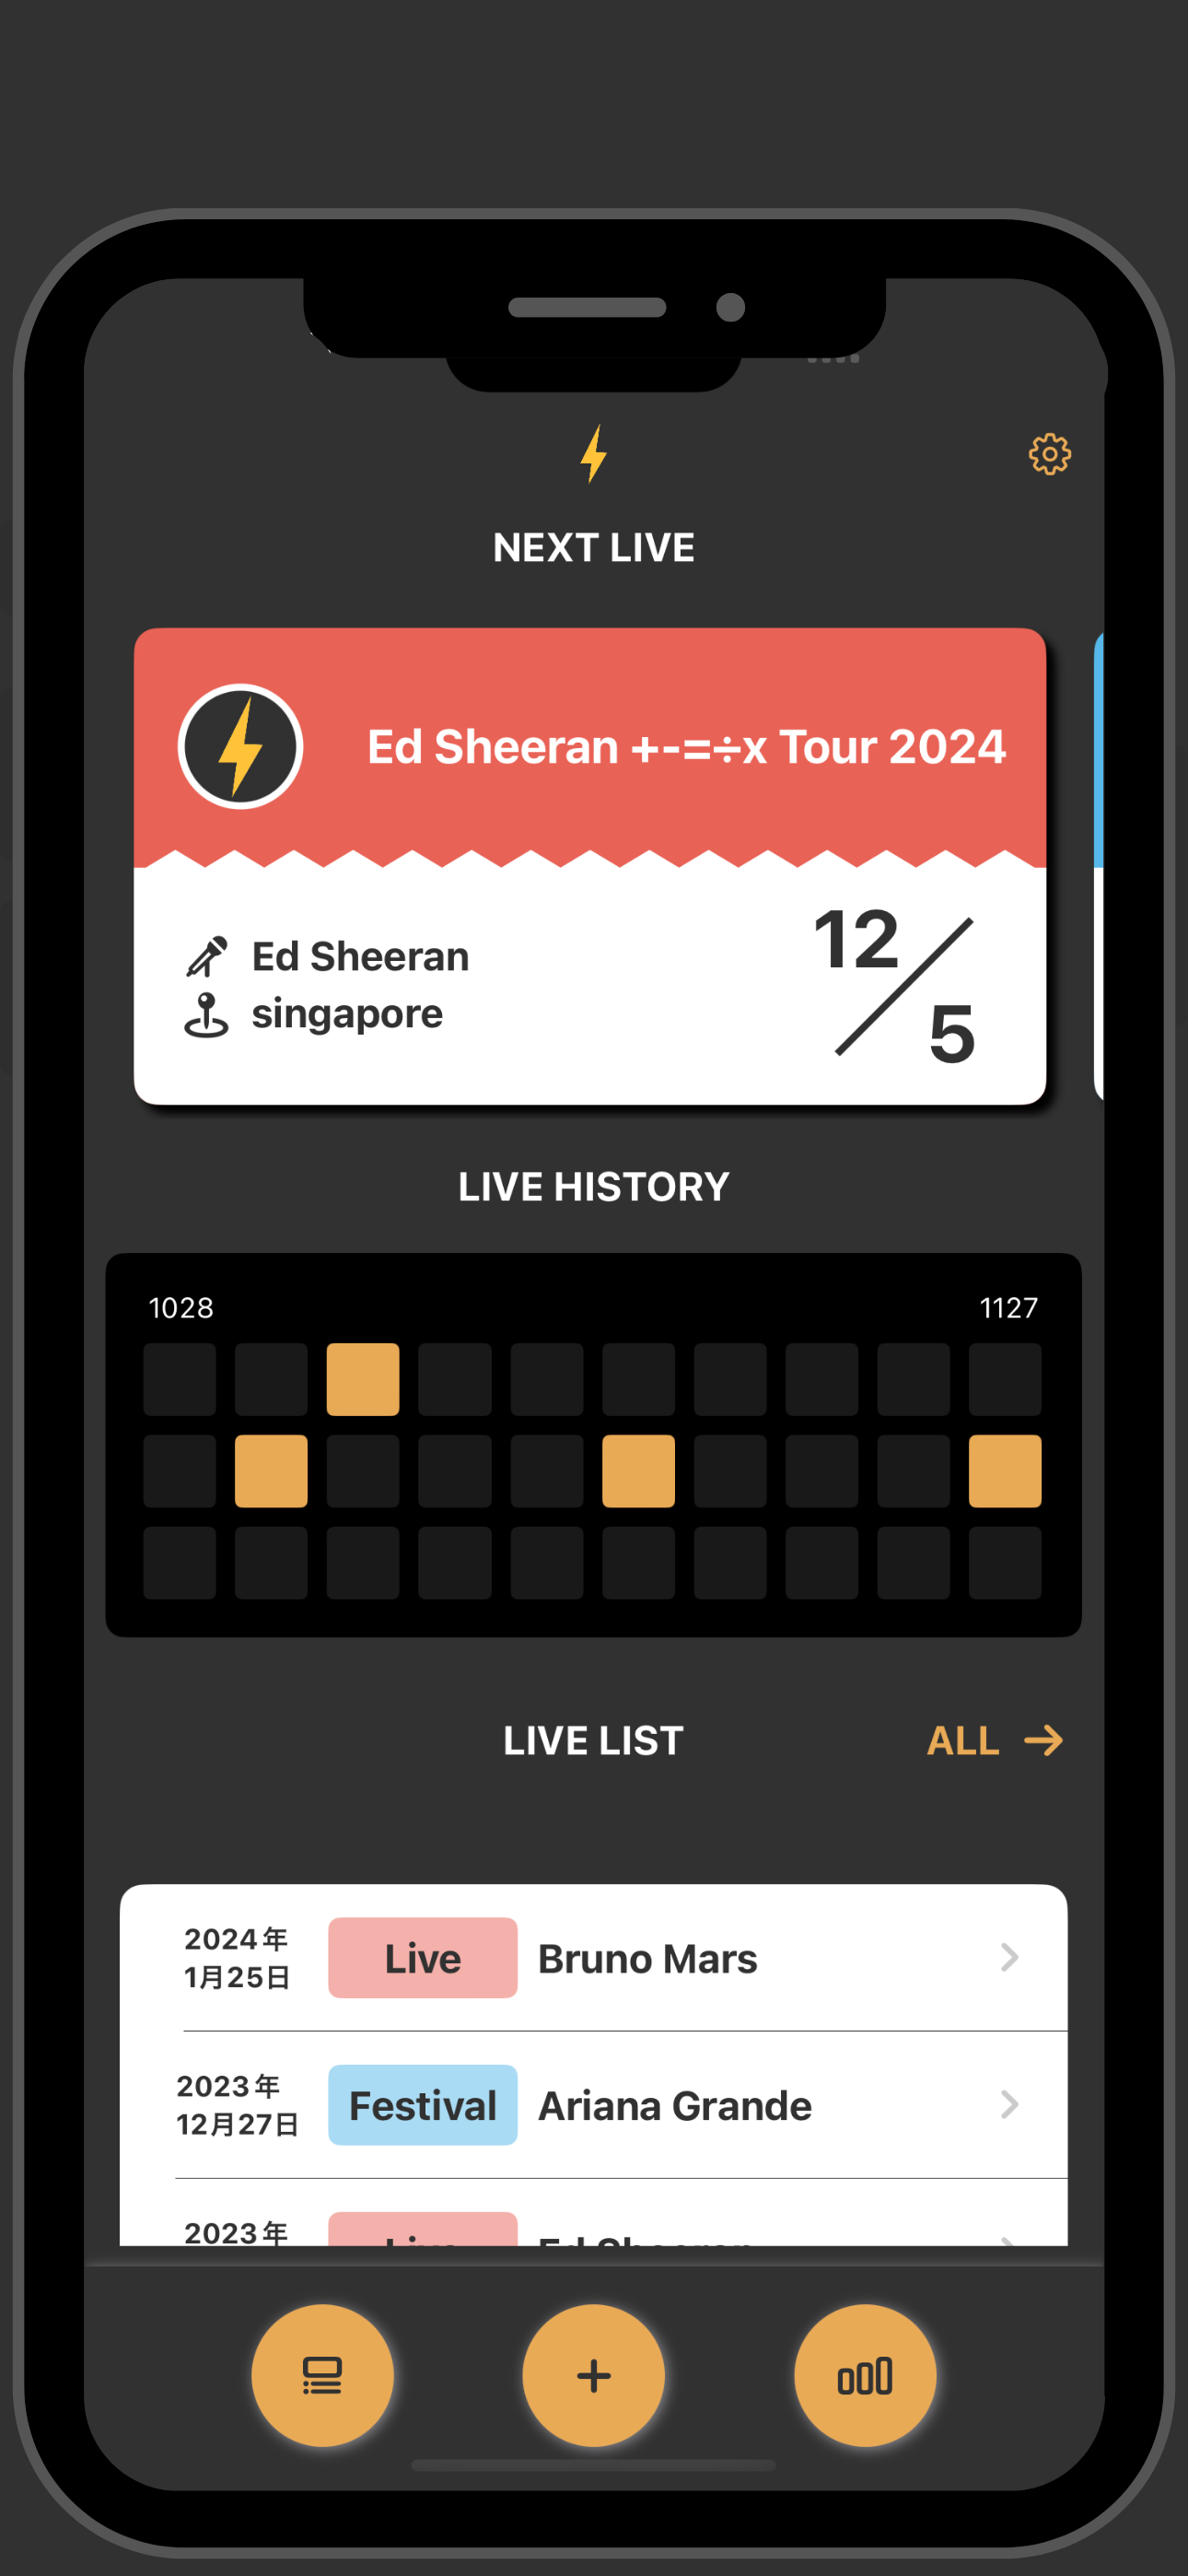 NEXT LIVE
Ed Sheeran +-=÷x Tour 2024
Ed Sheeran
singapore
12
5
LIVE HISTORY
1028
1127
LIVE LIST
ALL
2024年
1月25日
Live
Bruno Mars
2023年
12月27日
Festival
Ariana Grande
2023年